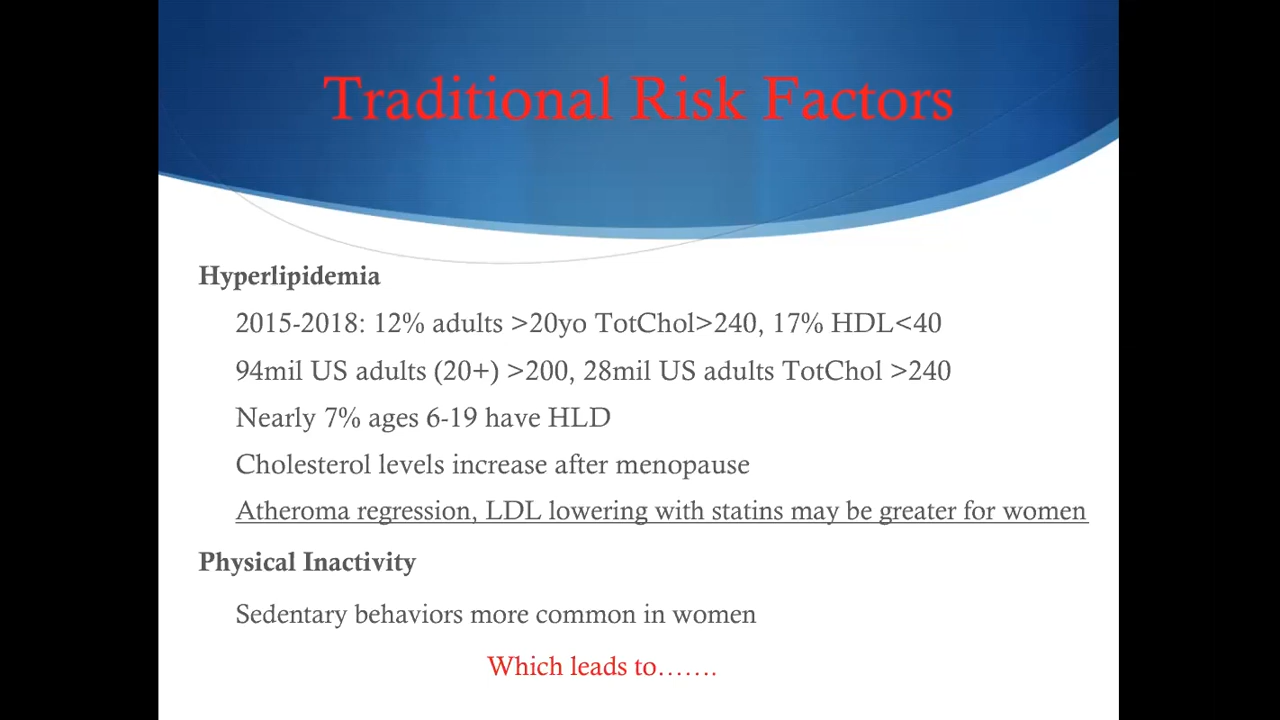 Traditional Risk Factors
Hyperlipidemia
2015-2018: 12% adults >20yo TotChol>240, 17% HDL<40
94mil US adults (20+) >200, 28mil US adults TotChol >240
Nearly 7% ages 6-19 have HLD
Cholesterol levels increase after menopause
Atheroma regression, LDL lowering with statins may be greater for women
Physical Inactivity
Sedentary behaviors more common in women
Which leads to…….